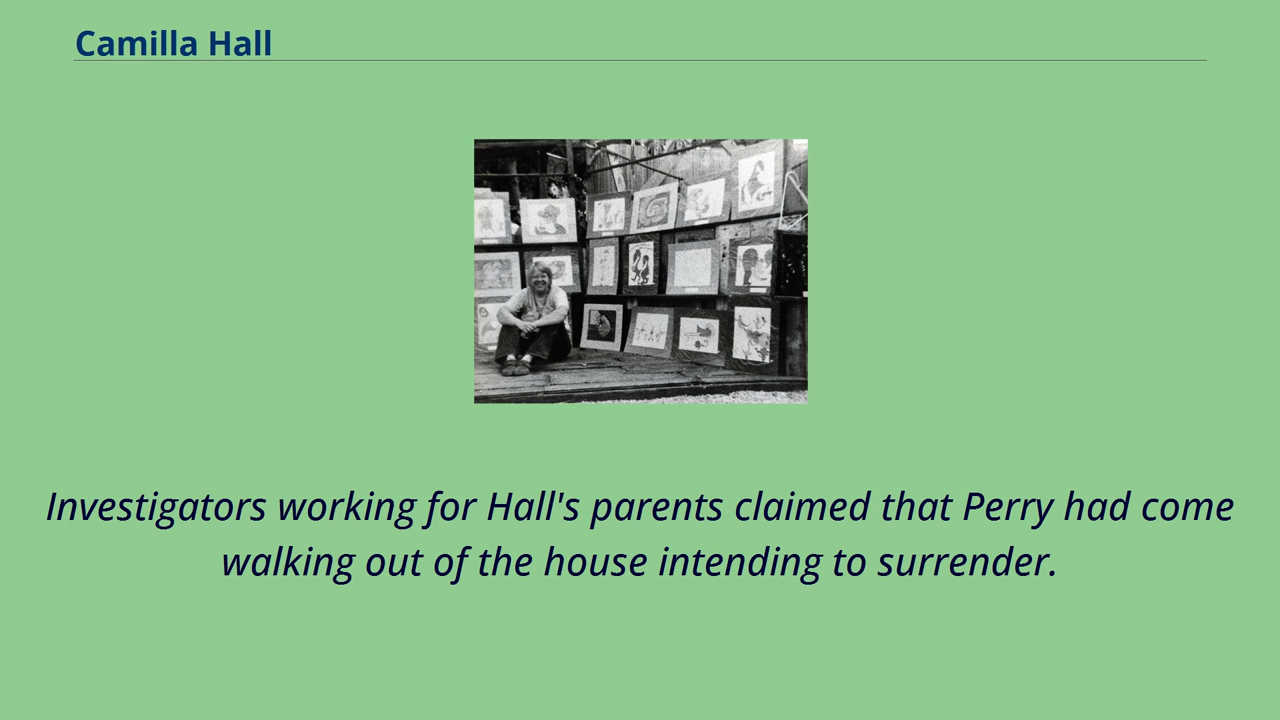 Camilla Hall
Investigators working for Hall's parents claimed that Perry had come
walking out of the house intending to surrender.